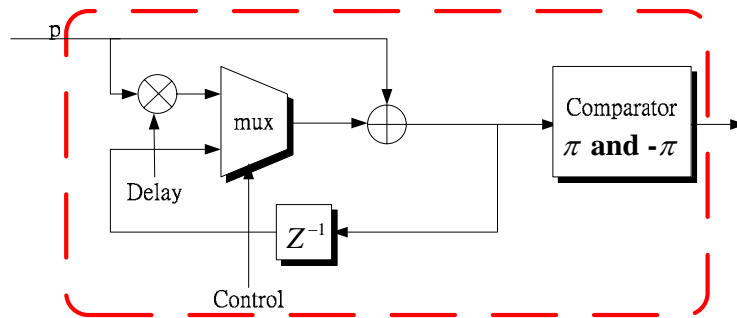 p
mux
Comparator
π and -π
Delay
Z⁻¹
Control